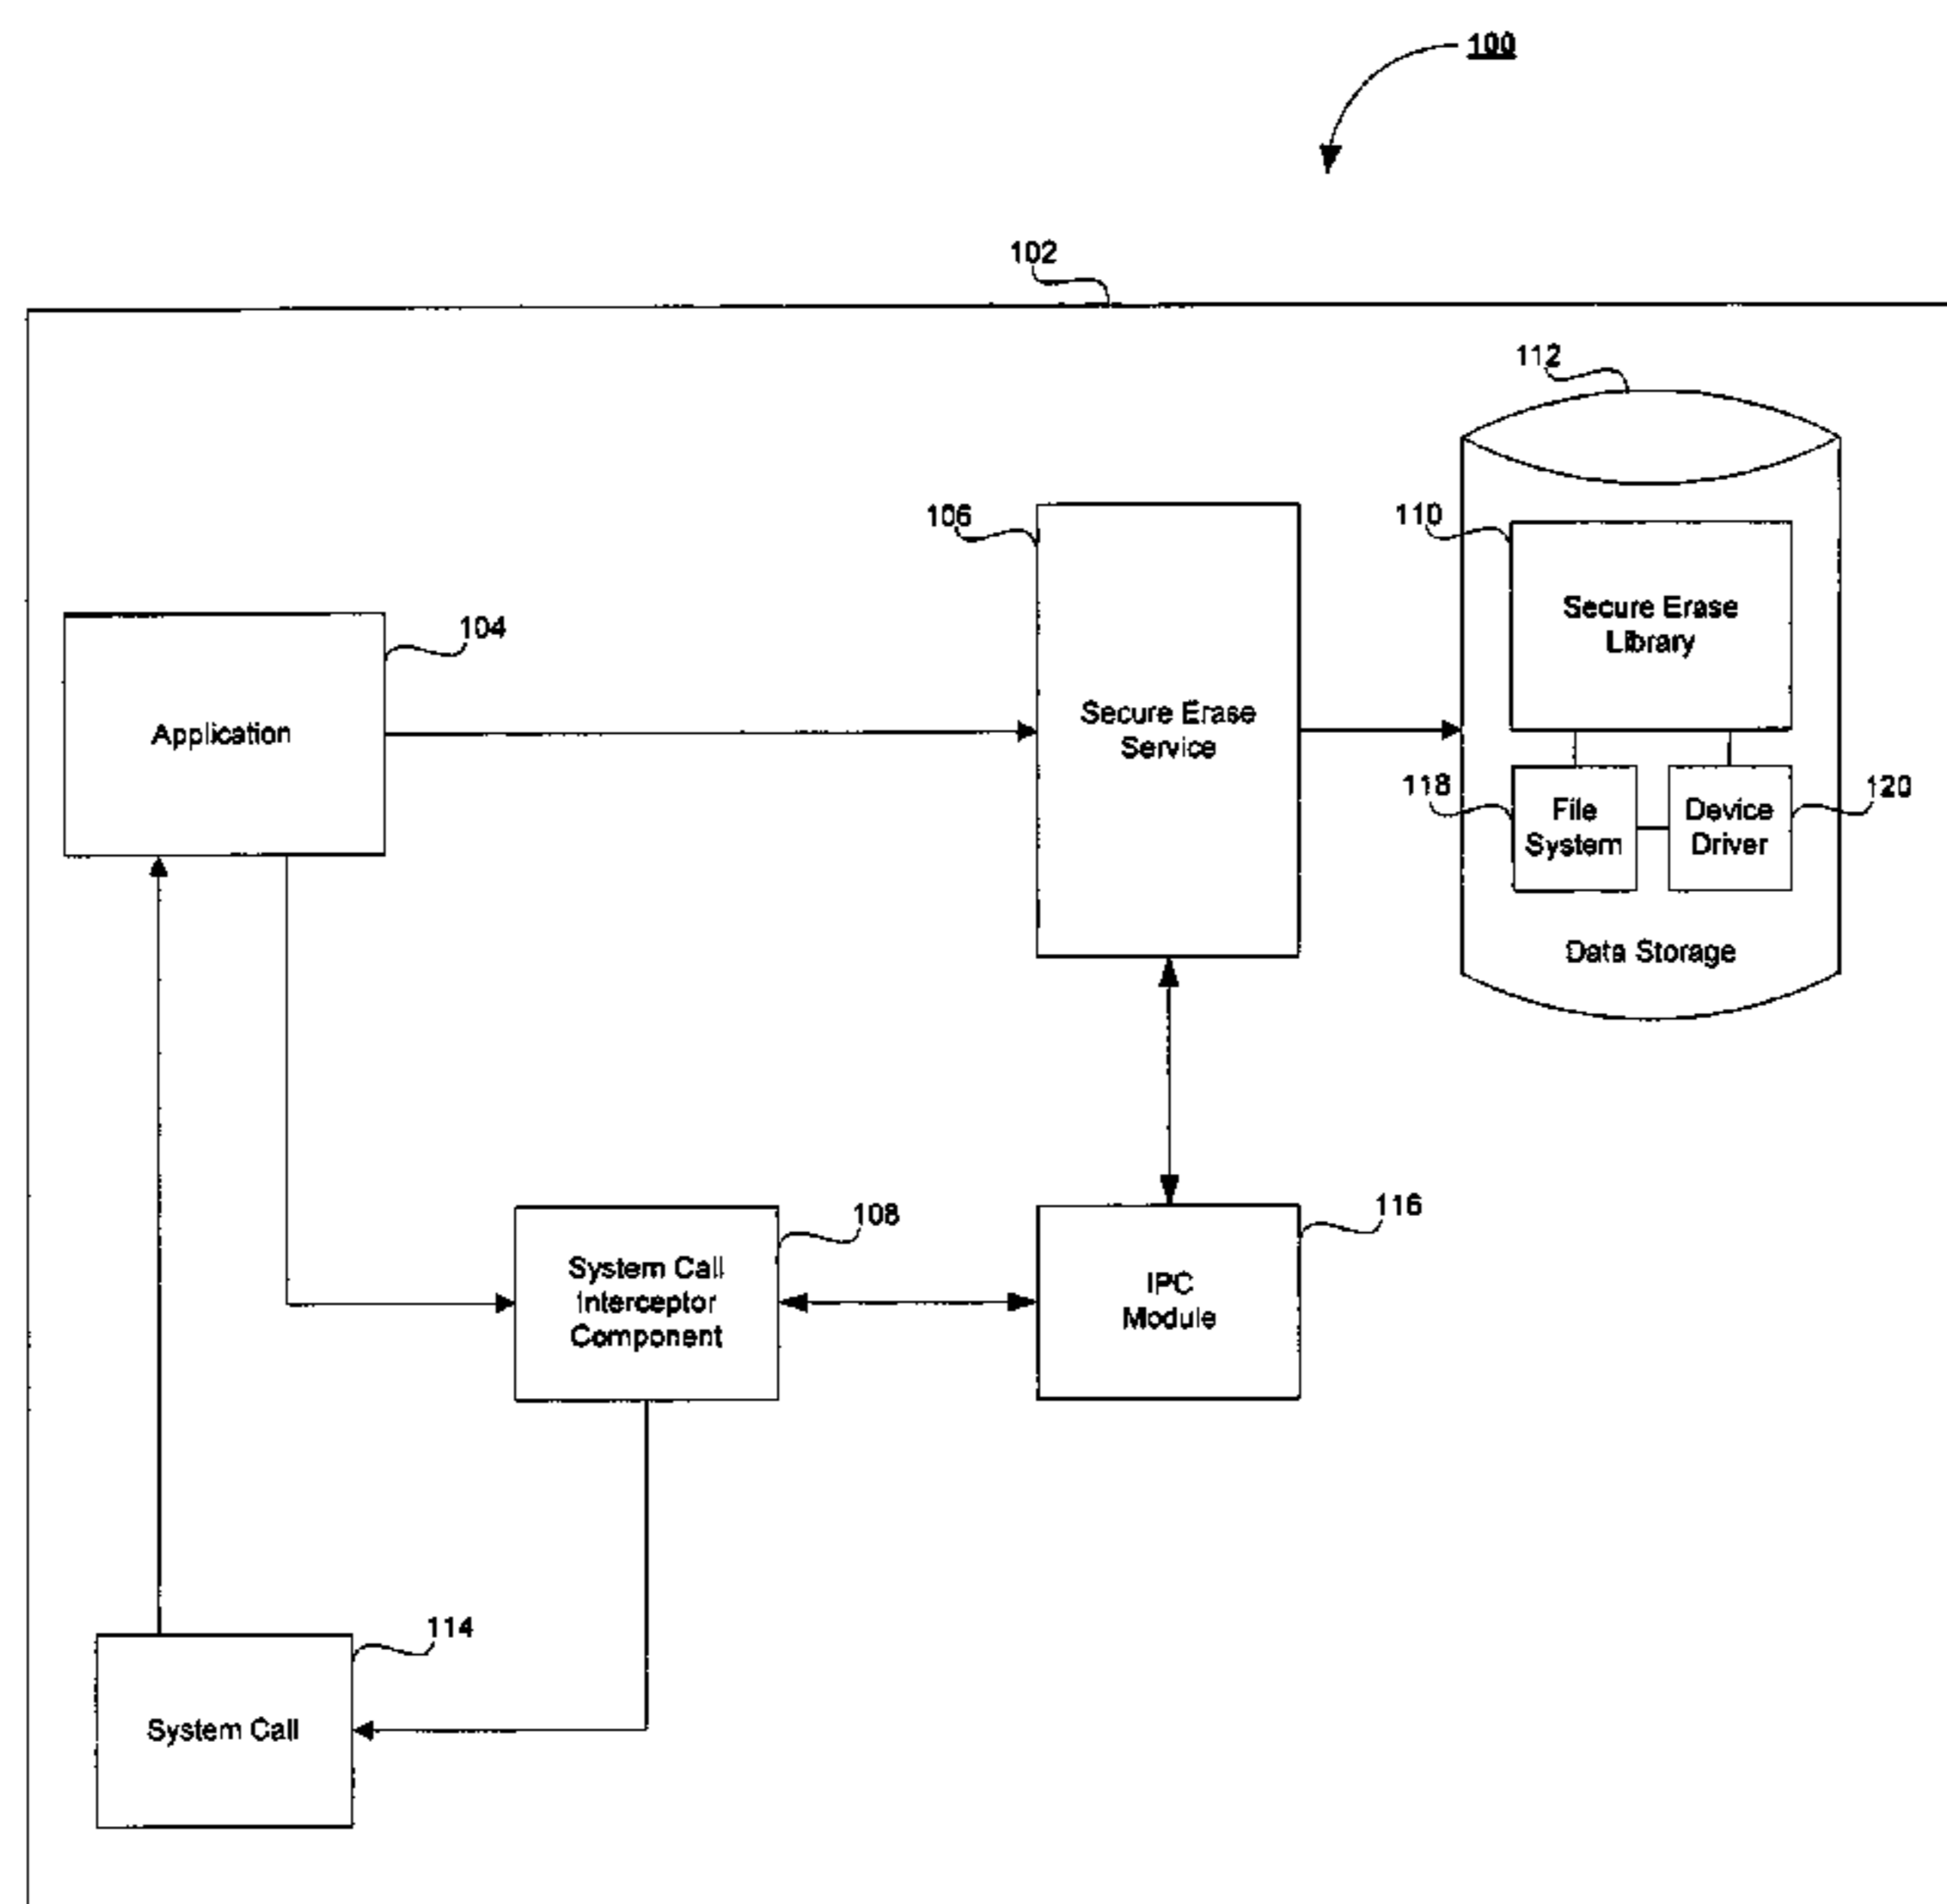 100
102
112
106
110
Secure Erase
Library
104
Application
Secure Erase
Service
118
File
System
Device
Driver
120
Data Storage
108
System Call
Interceptor
Component
116
IPC
Module
114
System Call